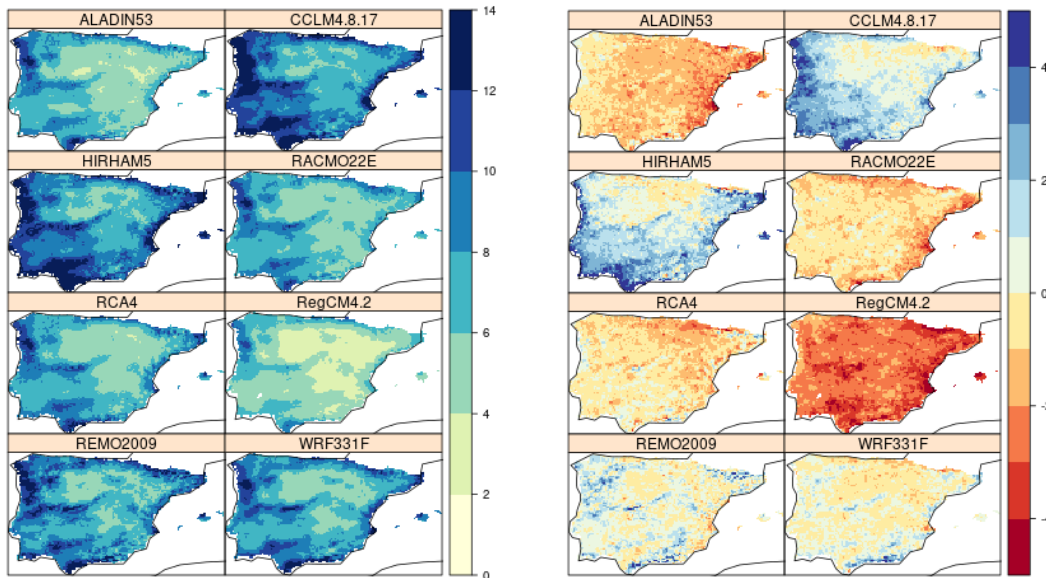 ALADIN53 CCLM4.8.17
HIRHAM5 RACMO22E
RCA4 RegCM4.2
REMO2009 WRF331F
14
12
10
8
6
4
2
0
ALADIN53 CCLM4.8.17
HIRHAM5 RACMO22E
RCA4 RegCM4.2
REMO2009 WRF331F
4
2
0